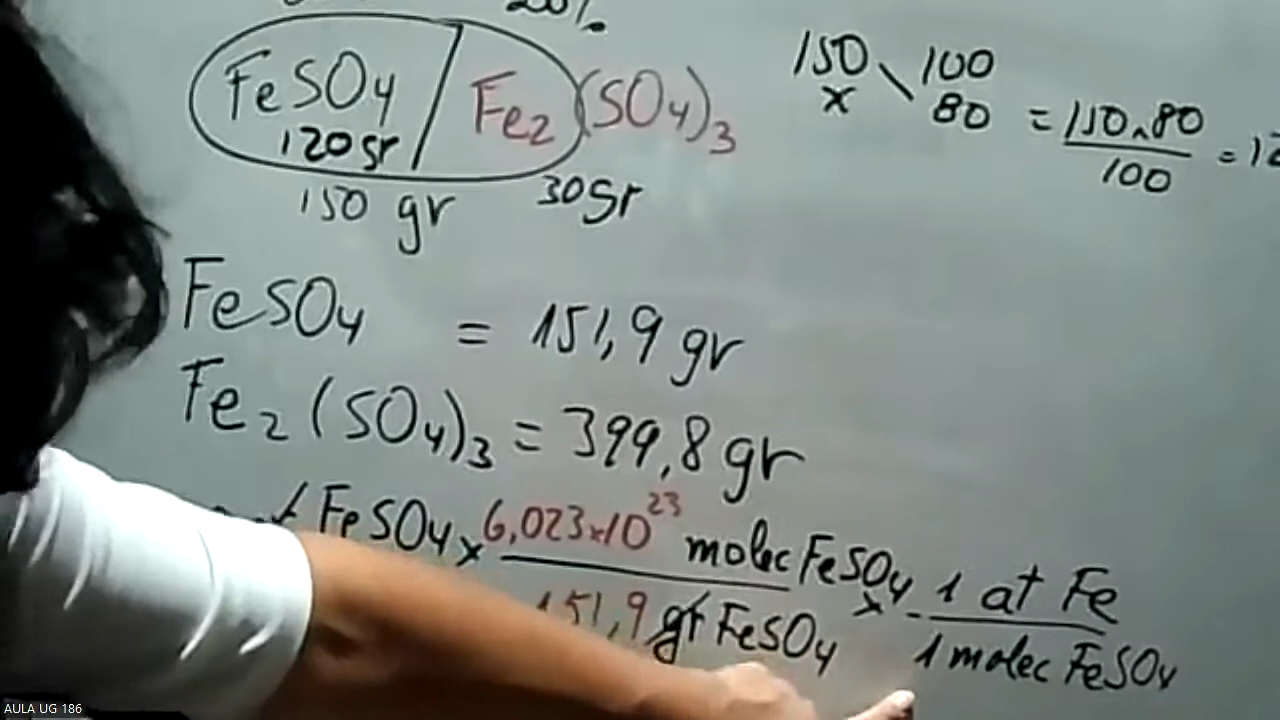 20%
FeSO4 / Fe2(SO4)3
120gr
150 gr 30gr
150 100
x 80 = 150x80
100
FeSO4 = 151,9 gr
Fe2(SO4)3 = 399,8 gr
FeSO4 x 6,023x10^23 molec FeSO4 x 1 at Fe
151,9 gr FeSO4 1 molec FeSO4
AULA UG 186